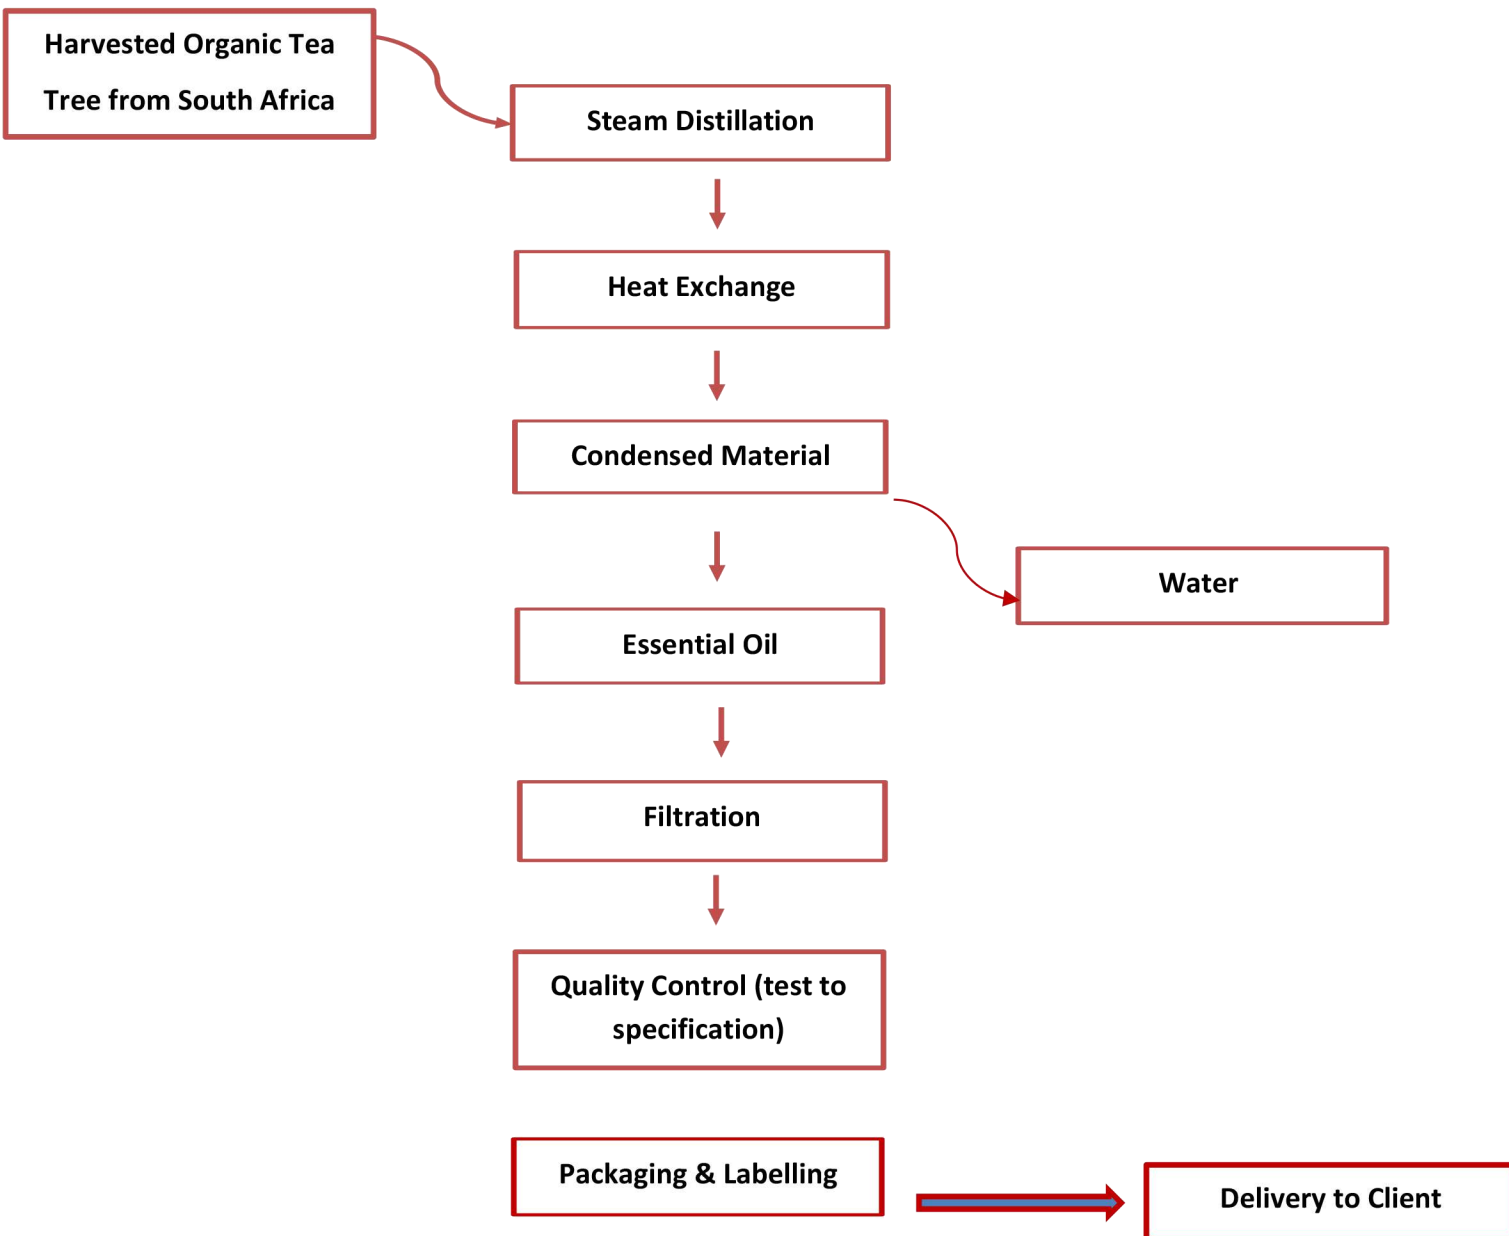 Harvested Organic Tea
Tree from South Africa
Steam Distillation
Heat Exchange
Condensed Material
Water
Essential Oil
Filtration
Quality Control (test to
specification)
Packaging & Labelling
Delivery to Client